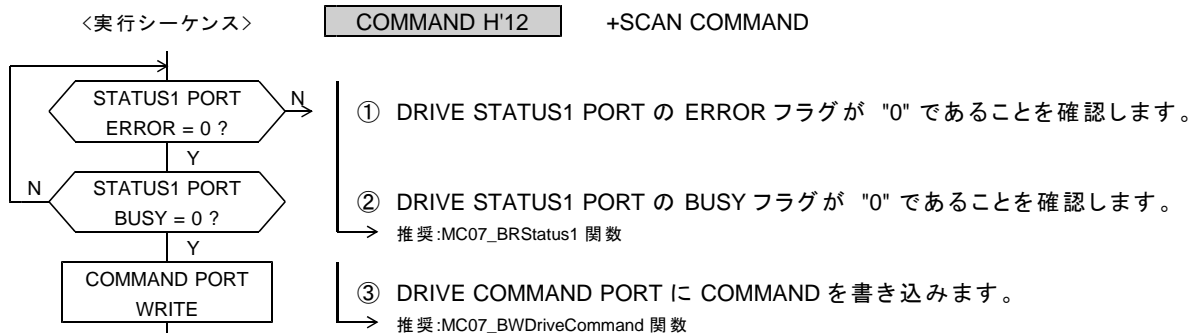 <実行シーケンス>
COMMAND H'12
+SCAN COMMAND
STATUS1 PORT
ERROR = 0 ?
N
Y
① DRIVE STATUS1 PORT の ERROR フラグが "0" であることを確認します。
N
STATUS1 PORT
BUSY = 0 ?
Y
② DRIVE STATUS1 PORT の BUSY フラグが "0" であることを確認します。
推奨:MC07_BRStatus1 関数
COMMAND PORT
WRITE
③ DRIVE COMMAND PORT に COMMAND を書き込みます。
推奨:MC07_BWDriveCommand 関数